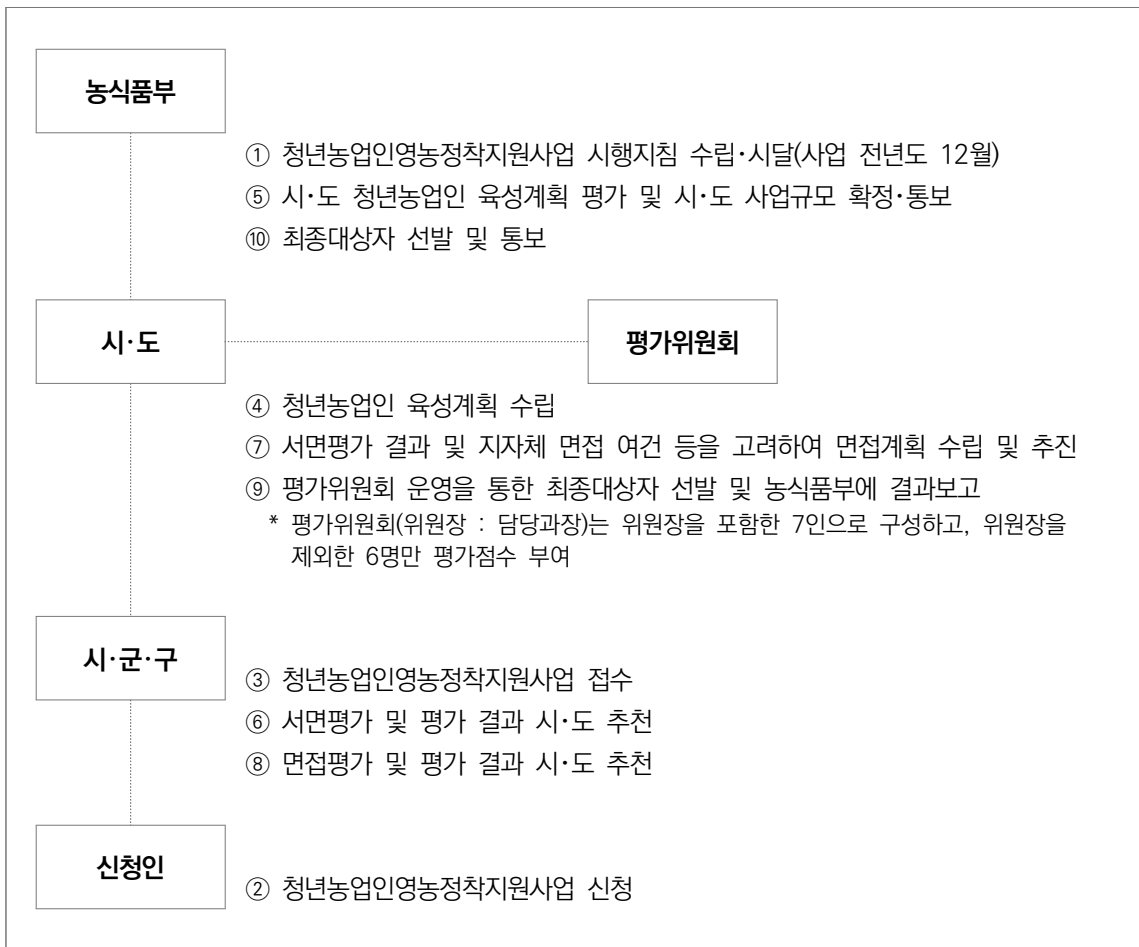 농식품부
① 청년농업인영농정착지원사업 시행지침 수립·시달(사업 전년도 12월)
⑤ 시·도 청년농업인 육성계획 평가 및 시·도 사업규모 확정·통보
⑩ 최종대상자 선발 및 통보
시·도
평가위원회
④ 청년농업인 육성계획 수립
⑦ 서면평가 결과 및 지자체 면접 여건 등을 고려하여 면접계획 수립 및 추진
⑨ 평가위원회 운영을 통한 최종대상자 선발 및 농식품부에 결과보고
* 평가위원회(위원장 : 담당과장)는 위원장을 포함한 7인으로 구성하고, 위원장을
제외한 6명만 평가점수 부여
시·군·구
③ 청년농업인영농정착지원사업 접수
⑥ 서면평가 및 평가 결과 시·도 추천
⑧ 면접평가 및 평가 결과 시·도 추천
신청인
② 청년농업인영농정착지원사업 신청